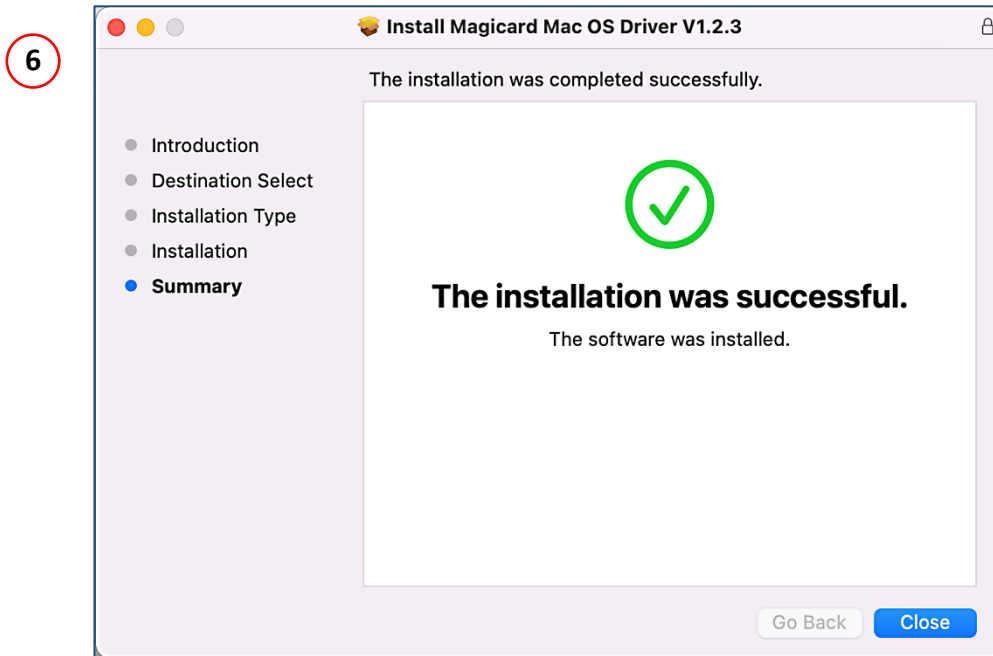 6
Install Magicard Mac OS Driver V1.2.3
The installation was completed successfully.
Introduction
Destination Select
Installation Type
Installation
Summary
The installation was successful.
The software was installed.
Go Back
Close